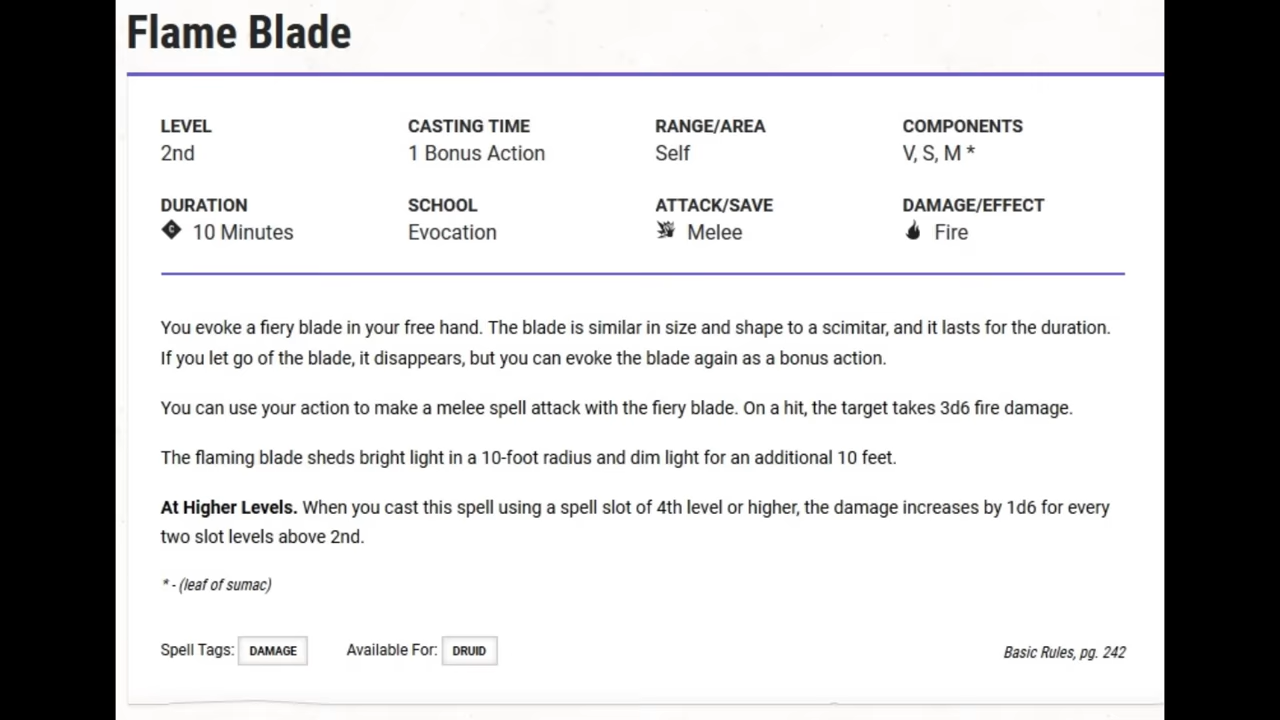 Flame Blade
LEVEL CASTING TIME RANGE/AREA COMPONENTS
2nd 1 Bonus Action Self V, S, M *
DURATION SCHOOL ATTACK/SAVE DAMAGE/EFFECT
C 10 Minutes Evocation Melee Fire
You evoke a fiery blade in your free hand. The blade is similar in size and shape to a scimitar, and it lasts for the duration.
If you let go of the blade, it disappears, but you can evoke the blade again as a bonus action.
You can use your action to make a melee spell attack with the fiery blade. On a hit, the target takes 3d6 fire damage.
The flaming blade sheds bright light in a 10-foot radius and dim light for an additional 10 feet.
At Higher Levels. When you cast this spell using a spell slot of 4th level or higher, the damage increases by 1d6 for every
two slot levels above 2nd.
* - (leaf of sumac)
Spell Tags: DAMAGE Available For: DRUID Basic Rules, pg. 242